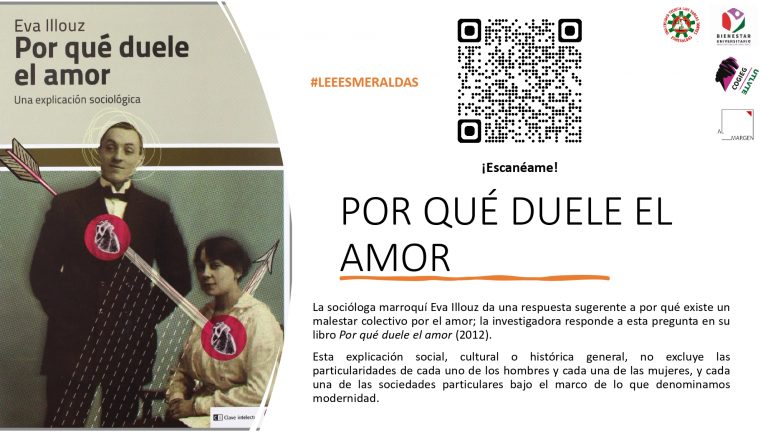 Eva Illouz
Por qué duele
el amor
Una explicación sociológica
#LEEESMERALDAS
¡Escanéame!
BIENESTAR
UNIVERSITARIO
COGIEG
UTLVTE
AL
MARGEN
POR QUÉ DUELE EL
AMOR
La socióloga marroquí Eva Illouz da una respuesta sugerente a por qué existe un
malestar colectivo por el amor; la investigadora responde a esta pregunta en su
libro Por qué duele el amor (2012).
Esta explicación social, cultural o histórica general, no excluye las
particularidades de cada uno de los hombres y cada una de las mujeres, y cada
una de las sociedades particulares bajo el marco de lo que denominamos
modernidad.
Clave intelect